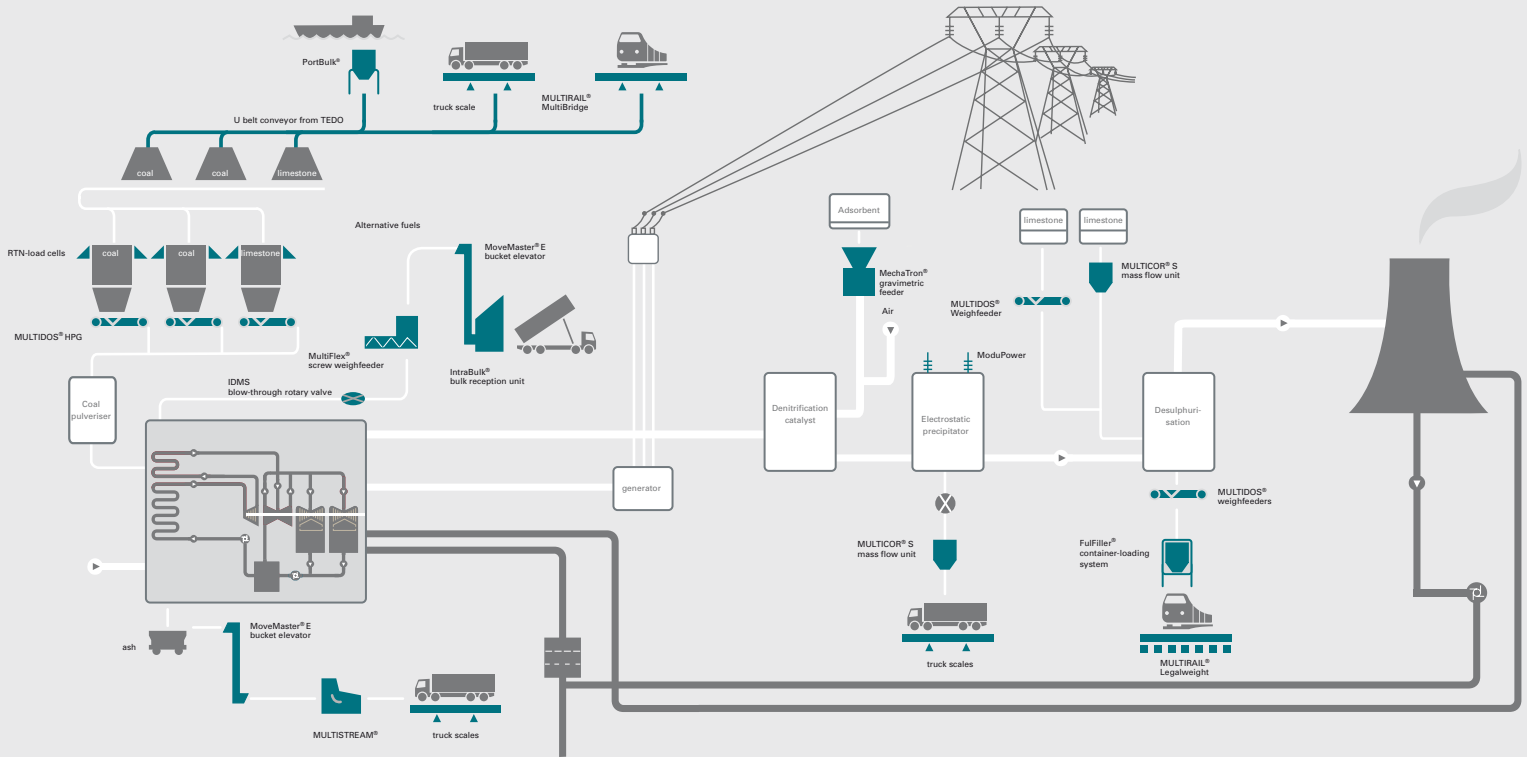 PortBulk®
truck scale
MULTIRAIL®
MultiBridge
U belt conveyor from TEDO
coal
coal
limestone
RTN-load cells
coal
coal
limestone
MULTIDOS® HPG
Alternative fuels
MoveMaster® E
bucket elevator
MultiFlex®
screw weighfeeder
IntraBulk®
bulk reception unit
IDMS
blow-through rotary valve
Coal
pulveriser
generator
Adsorbent
MechaTron®
gravimetric
feeder
Air
limestone
limestone
MULTICOR® S
mass flow unit
MULTIDOS®
Weighfeeder
ModuPower
Denitrification
catalyst
Electrostatic
precipitator
Desulphuri-
sation
MULTIDOS®
weighfeeders
MULTICOR® S
mass flow unit
FulFiller®
container-loading
system
truck scales
MULTIRAIL®
Legalweight
ash
MoveMaster® E
bucket elevator
MULTISTREAM®
truck scales